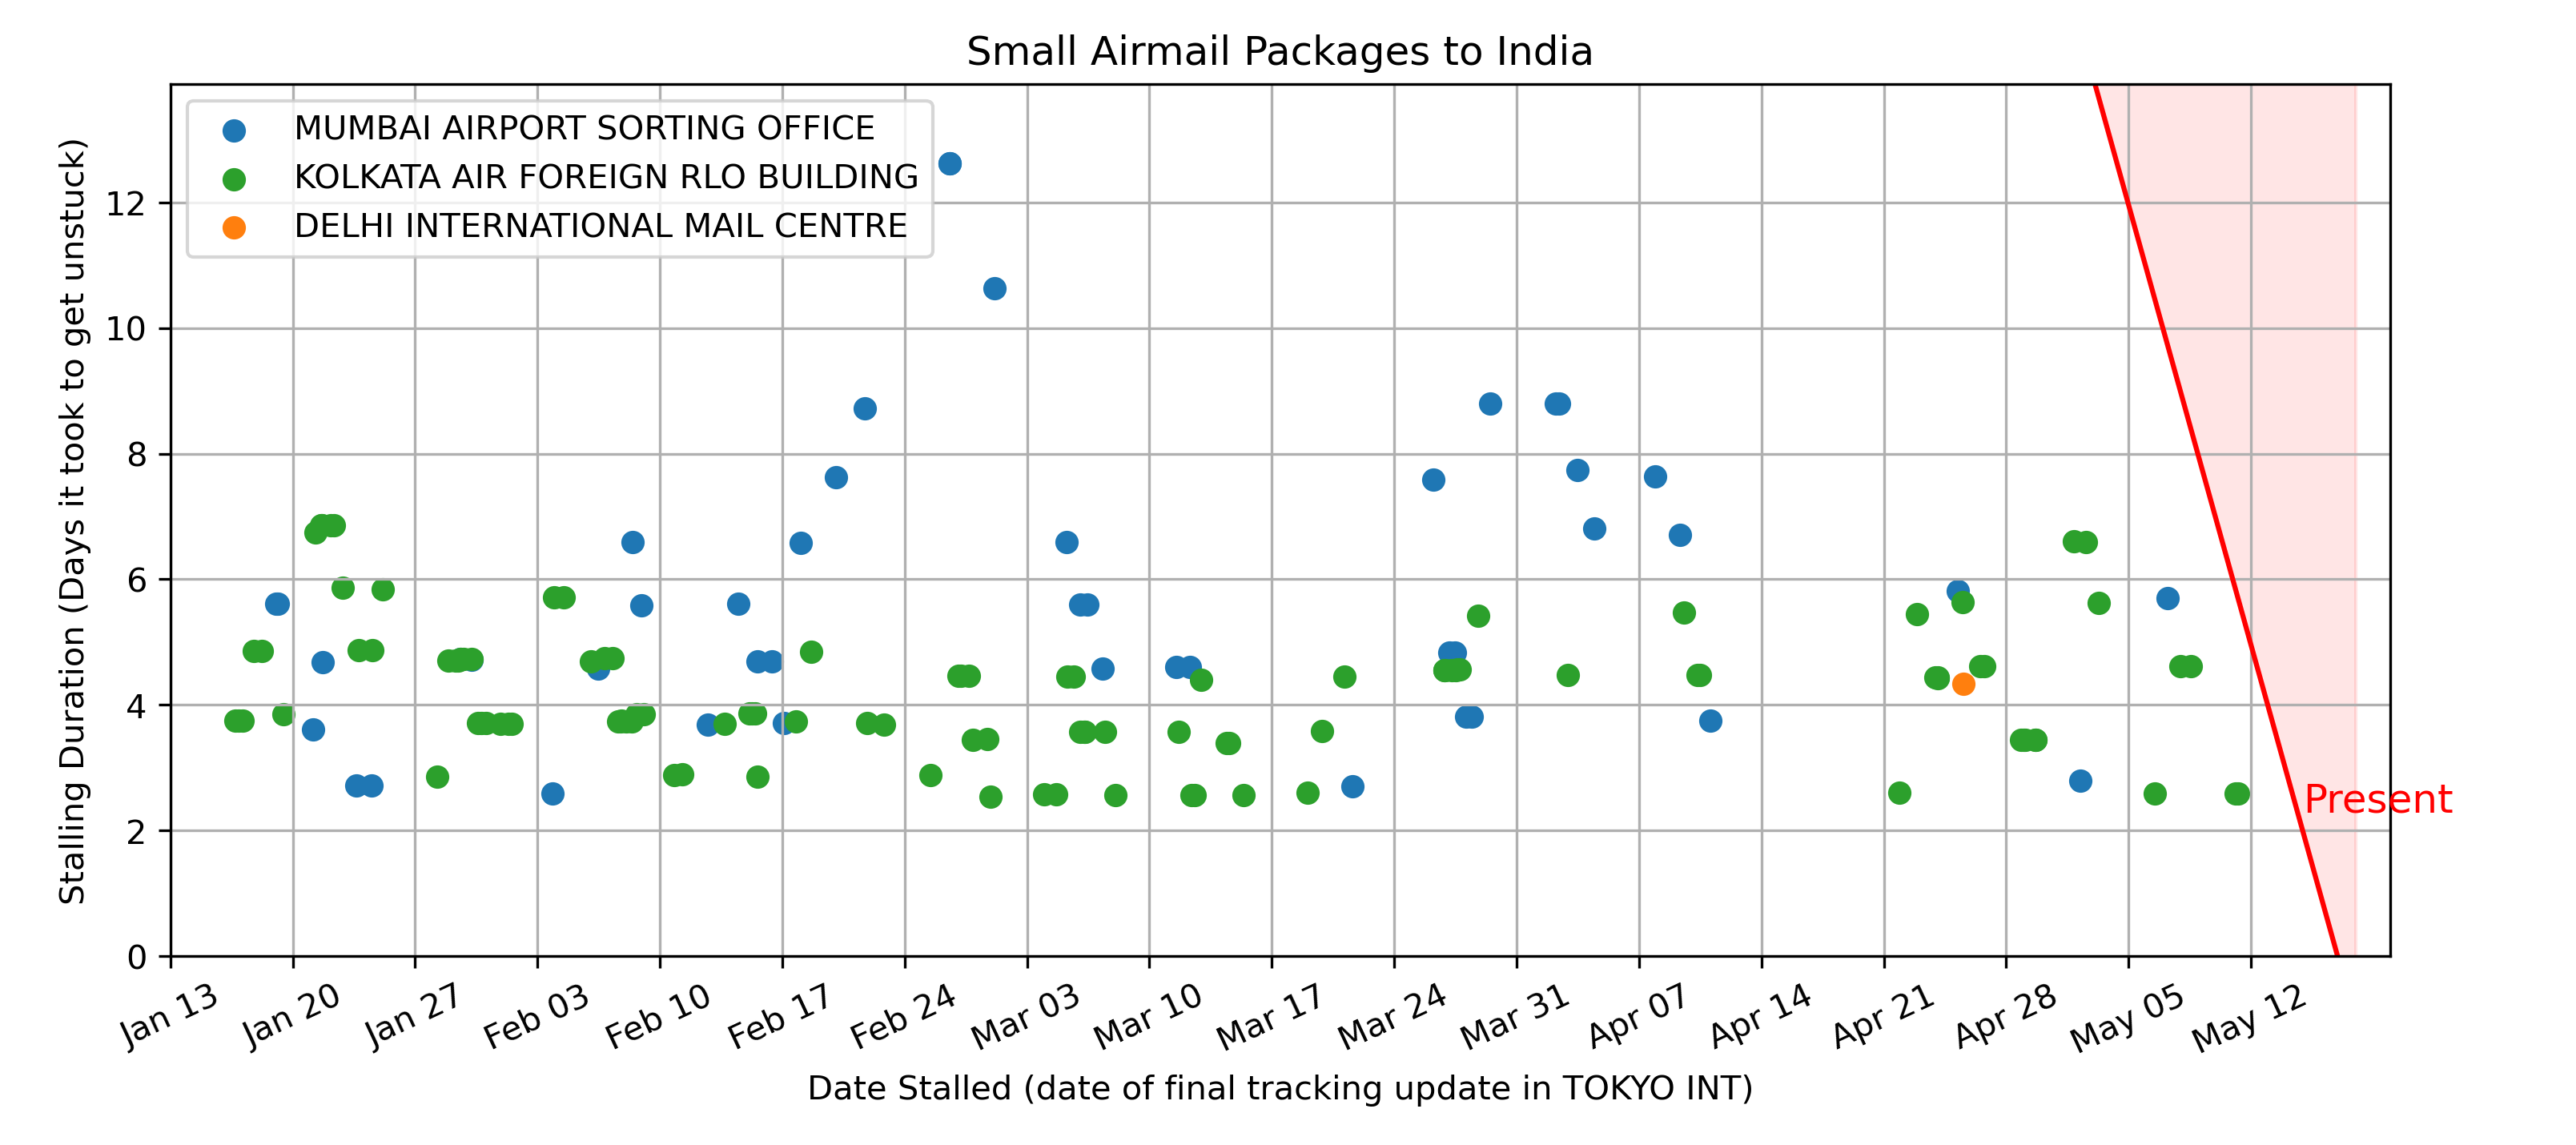 Small Airmail Packages to India
MUMBAI AIRPORT SORTING OFFICE
KOLKATA AIR FOREIGN RLO BUILDING
DELHI INTERNATIONAL MAIL CENTRE
Stalling Duration (Days it took to get unstuck)
12
10
8
6
4
2
0
Present
Jan 13
Jan 20
Jan 27
Feb 03
Feb 10
Feb 17
Feb 24
Mar 03
Mar 10
Mar 17
Mar 24
Mar 31
Apr 07
Apr 14
Apr 21
Apr 28
May 05
May 12
Date Stalled (date of final tracking update in TOKYO INT)